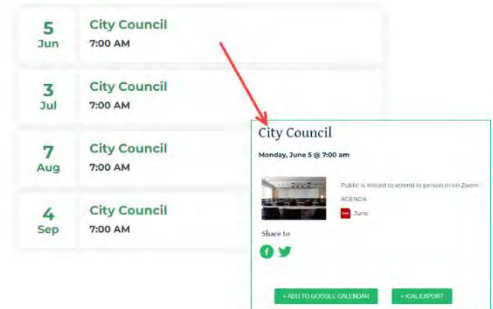 5
Jun
City Council
7:00 AM
3
Jul
City Council
7:00 AM
7
Aug
City Council
7:00 AM
4
Sep
City Council
7:00 AM
City Council
Monday, June 5 @ 7:00 am
Public is invited to attend in person or on Zoom
AGENDA
June
Share to
+ ADD TO GOOGLE CALENDAR
+ ICAL EXPORT